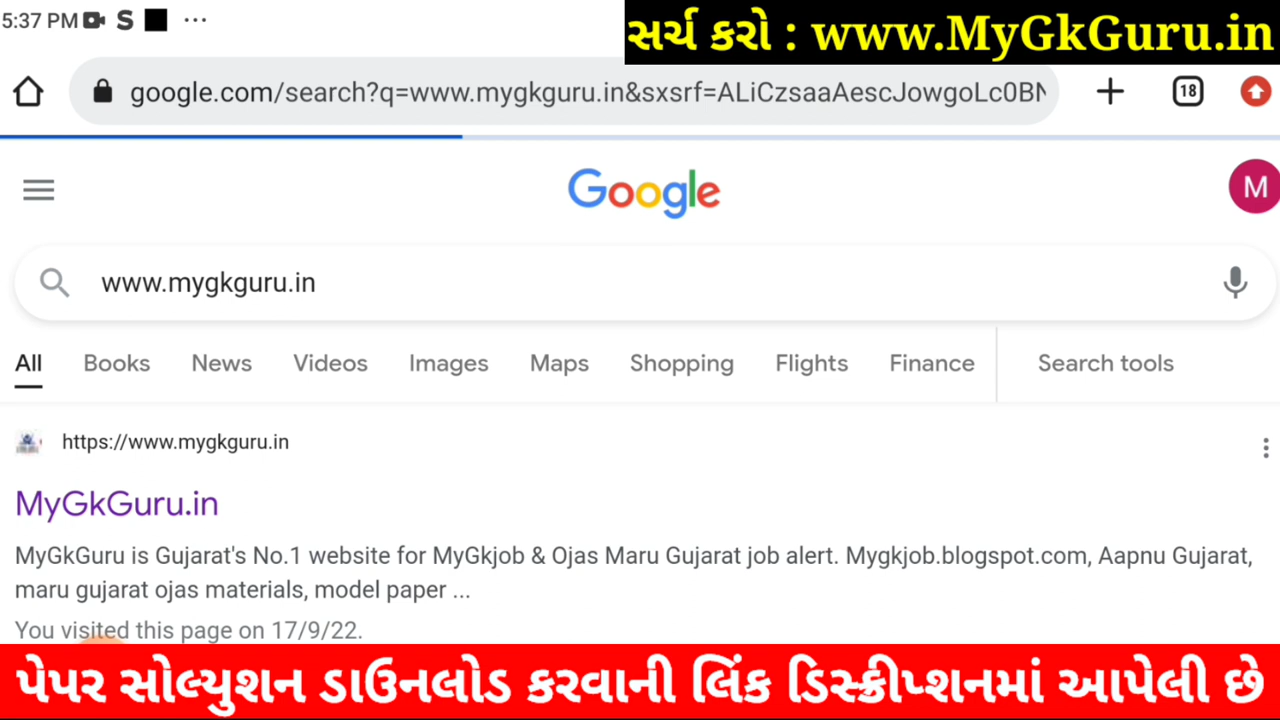 5:37 PM S ...
સર્ચ કરો : www.MyGkGuru.in
google.com/search?q=www.mygkguru.in&sxsrf=ALiCzsaaAescJowgoLc0BN
18
Google
M
www.mygkguru.in
All Books News Videos Images Maps Shopping Flights Finance Search tools
https://www.mygkguru.in
MyGkGuru.in
MyGkGuru is Gujarat's No.1 website for MyGkjob & Ojas Maru Gujarat job alert. Mygkjob.blogspot.com, Aapnu Gujarat,
maru gujarat ojas materials, model paper ...
You visited this page on 17/9/22.
પેપર સોલ્યુશન ડાઉનલોડ કરવાની લિંક ડિસ્ક્રીપ્શનમાં આપેલી છે